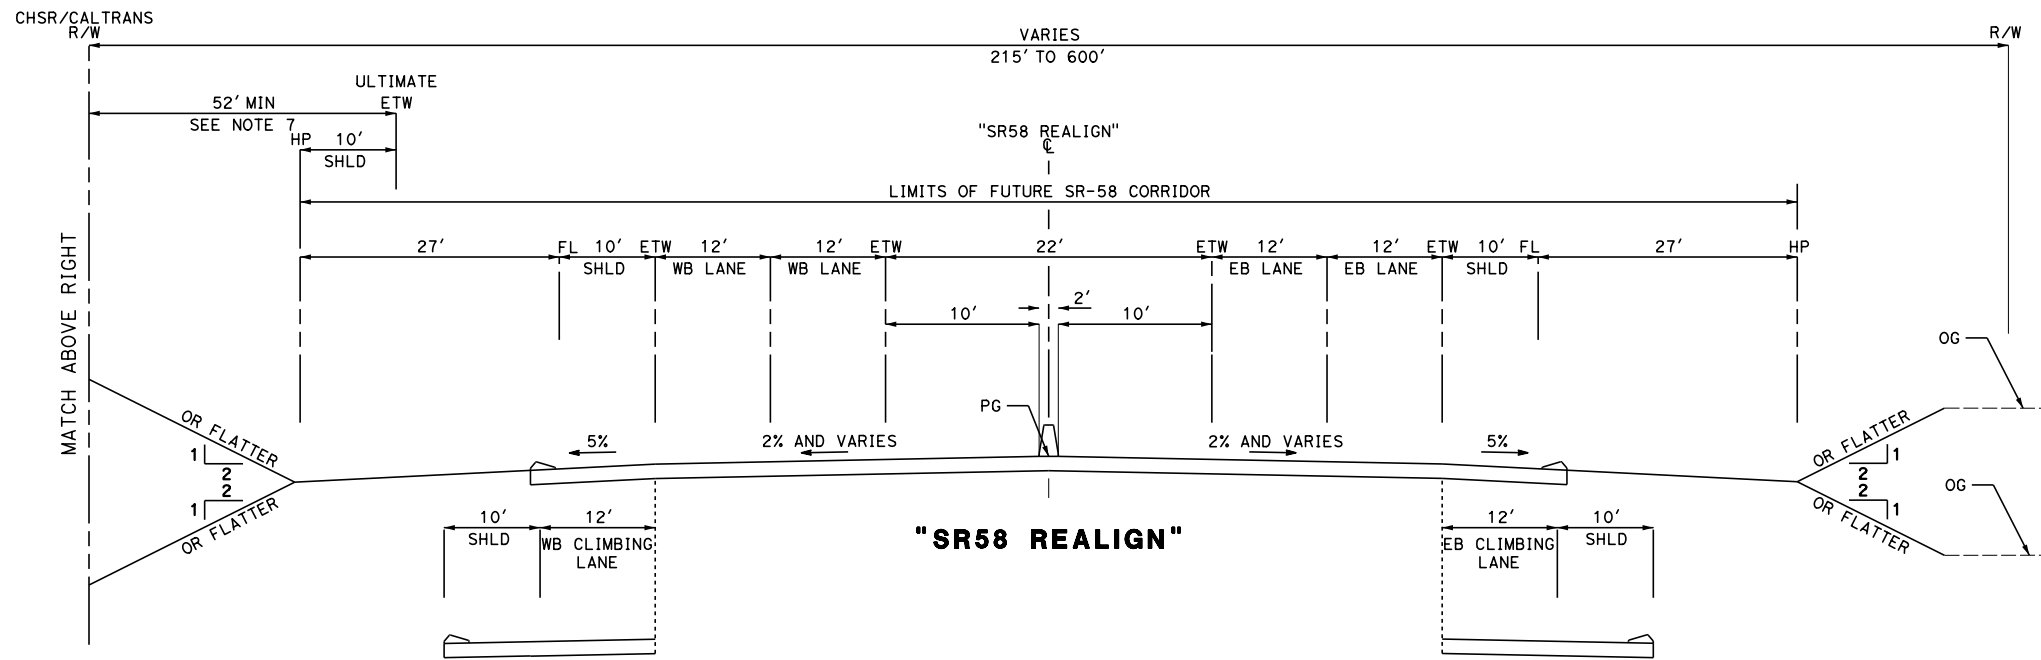 CHSR/CALTRANS
R/W
VARIES
215' TO 600'
R/W
ULTIMATE
ETW
52' MIN
SEE NOTE 7
HP 10'
SHLD
"SR58 REALIGN"
℄
LIMITS OF FUTURE SR-58 CORRIDOR
27' FL 10' ETW 12' 12' ETW 22' ETW 12' 12' ETW 10' FL 27' HP
SHLD WB LANE WB LANE EB LANE EB LANE SHLD
2'
10' 10'
MATCH ABOVE RIGHT
OG
PG
OR FLATTER
1
2
2
1
OR FLATTER
5% 2% AND VARIES 2% AND VARIES 5%
OR FLATTER
1
2
2
1
OR FLATTER
OG
10' 12'
SHLD WB CLIMBING
LANE
"SR58 REALIGN"
12' 10'
EB CLIMBING SHLD
LANE